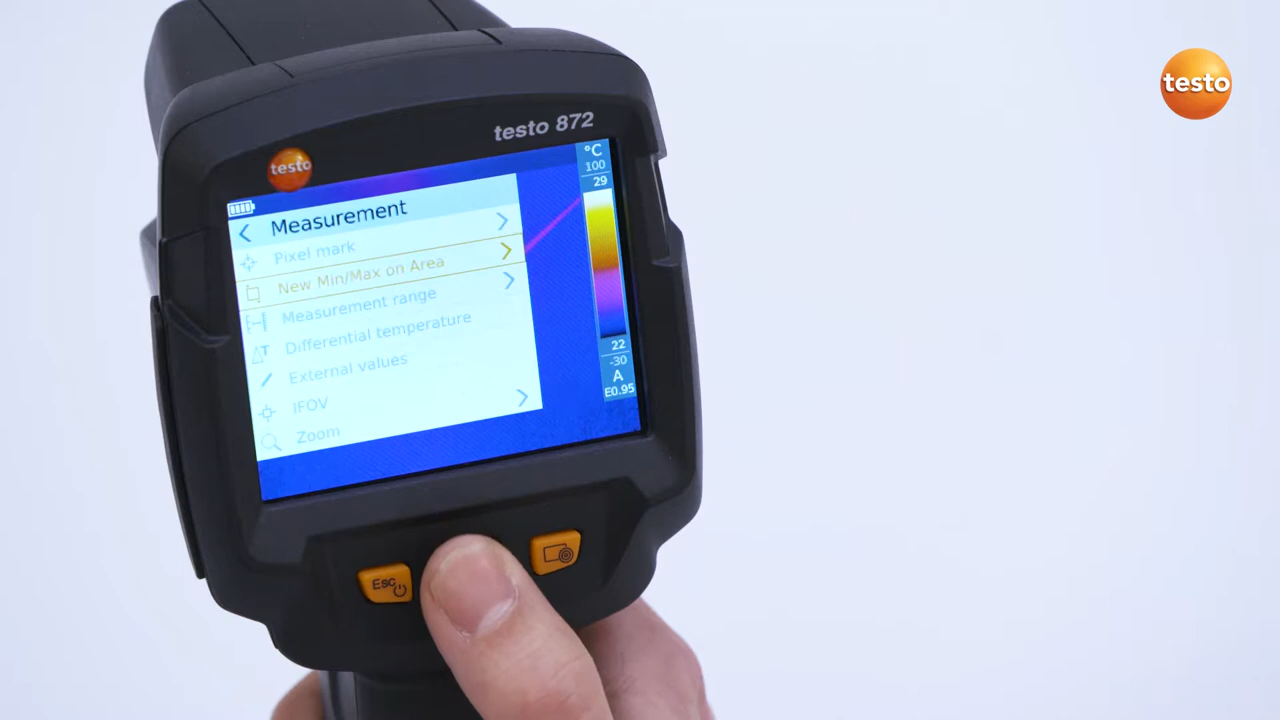 testo
testo 872
testo
°C
100
29
Measurement
Pixel mark
New Min/Max on Area
Measurement range
Differential temperature
ΔT
External values
IFOV
Zoom
22
-30
A
E0.95
Esc